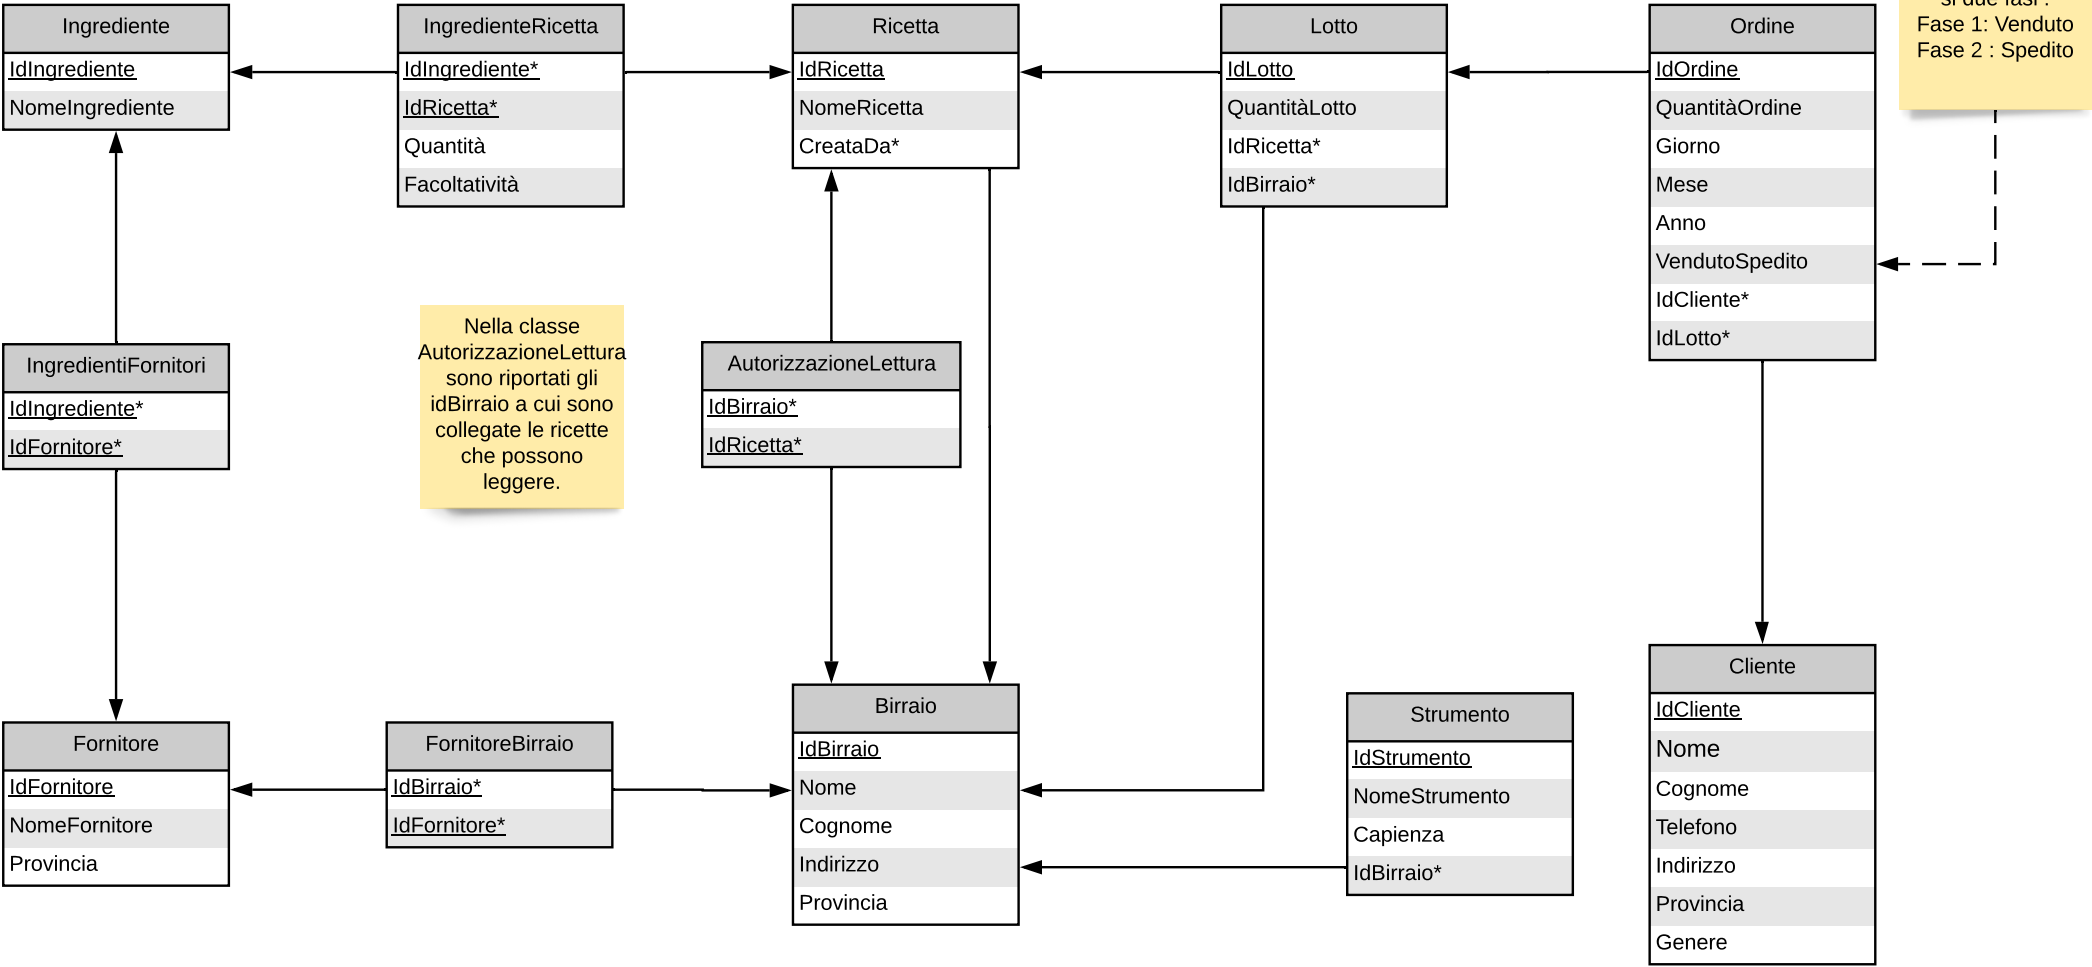 Ingrediente
IdIngrediente
NomeIngrediente
IngredienteRicetta
IdIngrediente*
IdRicetta*
Quantità
Facoltatività
Ricetta
IdRicetta
NomeRicetta
CreataDa*
Lotto
IdLotto
QuantitàLotto
IdRicetta*
IdBirraio*
Ordine
IdOrdine
QuantitàOrdine
Giorno
Mese
Anno
VendutoSpedito
IdCliente*
IdLotto*
si due fasi :
Fase 1: Venduto
Fase 2 : Spedito
IngredientiFornitori
IdIngrediente*
IdFornitore*
Nella classe
AutorizzazioneLettura
sono riportati gli
idBirraio a cui sono
collegate le ricette
che possono
leggere.
AutorizzazioneLettura
IdBirraio*
IdRicetta*
Fornitore
IdFornitore
NomeFornitore
Provincia
FornitoreBirraio
IdBirraio*
IdFornitore*
Birraio
IdBirraio
Nome
Cognome
Indirizzo
Provincia
Strumento
IdStrumento
NomeStrumento
Capienza
IdBirraio*
Cliente
IdCliente
Nome
Cognome
Telefono
Indirizzo
Provincia
Genere